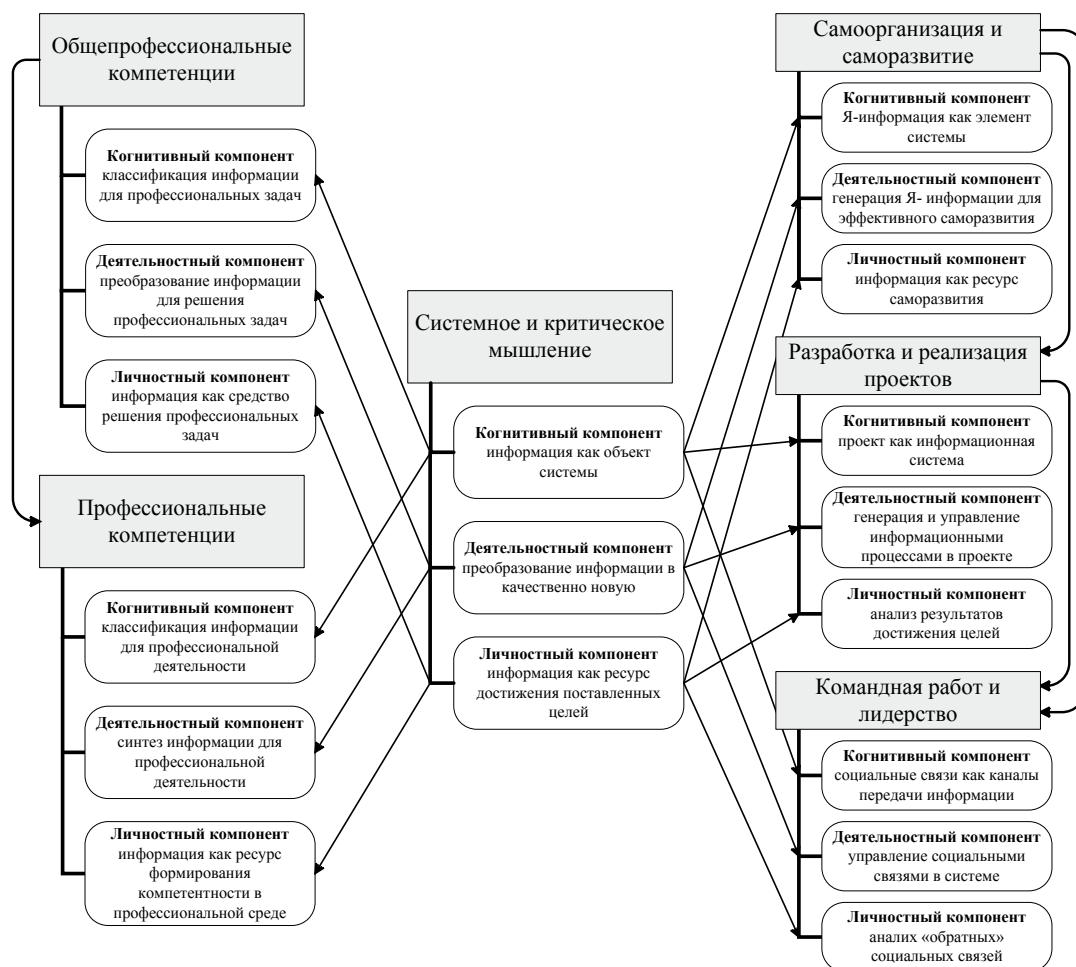 Общепрофессиональные
компетенции
Когнитивный компонент
классификация информации
для профессиональных задач
Деятельностный компонент
преобразование информации
для решения
профессиональных задач
Личностный компонент
информация как средство
решения профессиональных
задач
Профессиональные
компетенции
Когнитивный компонент
классификация информации
для профессиональной
деятельности
Деятельностный компонент
синтез информации для
профессиональной
деятельности
Личностный компонент
информация как ресурс
формирования
компетентности в
профессиональной среде
Системное и критическое
мышление
Когнитивный компонент
информация как объект
системы
Деятельностный компонент
преобразование информации в
качественно новую
Личностный компонент
информация как ресурс
достижения поставленных
целей
Самоорганизация и
саморазвитие
Когнитивный компонент
Я-информация как элемент
системы
Деятельностный компонент
генерация Я- информации для
эффективного саморазвития
Личностный компонент
информация как ресурс
саморазвития
Разработка и реализация
проектов
Когнитивный компонент
проект как информационная
система
Деятельностный компонент
генерация и управление
информационными
процессами в проекте
Личностный компонент
анализ результатов
достижения целей
Командная работ и
лидерство
Когнитивный компонент
социальные связи как каналы
передачи информации
Деятельностный компонент
управление социальными
связями в системе
Личностный компонент
аналих «обратных»
социальных связей